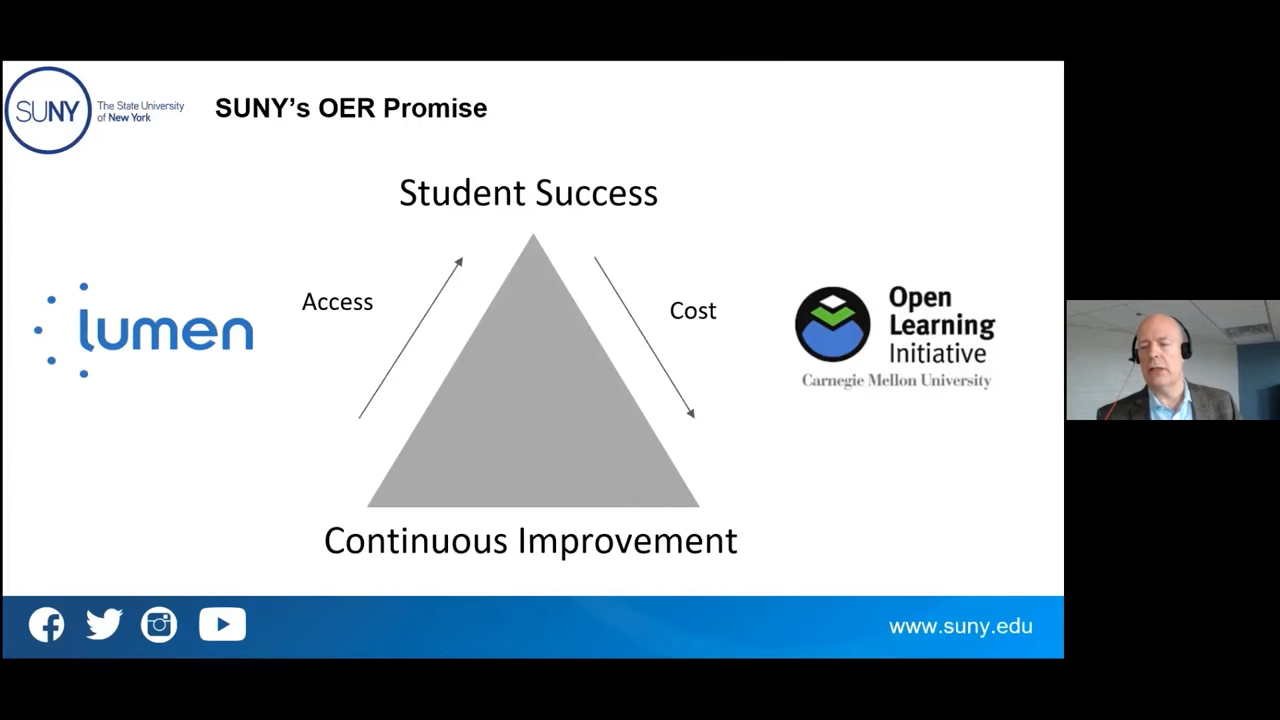 SUNY
The State University
of New York
SUNY's OER Promise
Student Success
Access
Cost
lumen
Open
Learning
Initiative
Carnegie Mellon University
Continuous Improvement
www.suny.edu